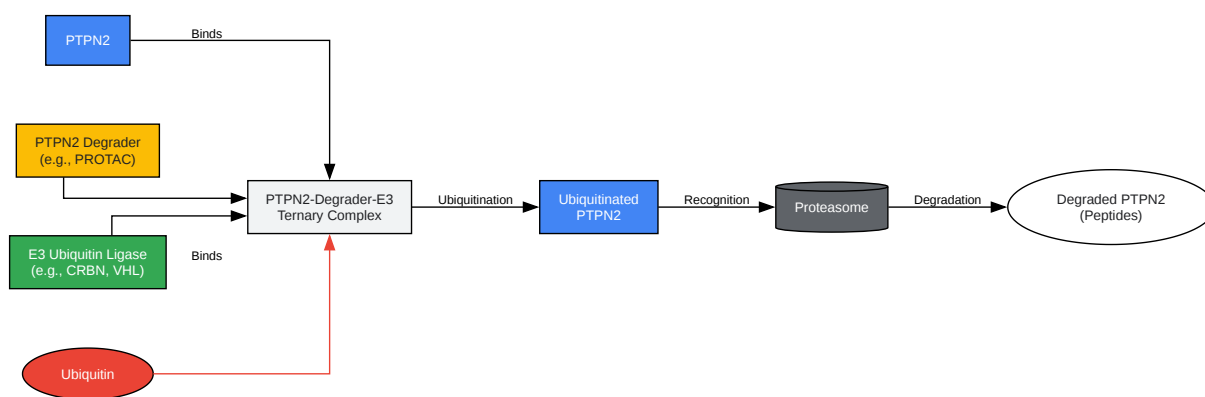 PTPN2
Binds
PTPN2 Degrader
(e.g., PROTAC)
PTPN2-Degrader-E3
Ternary Complex
Ubiquitination
Ubiquitinated
PTPN2
Recognition
Proteasome
Degradation
Degraded PTPN2
(Peptides)
E3 Ubiquitin Ligase
(e.g., CRBN, VHL)
Binds
Ubiquitin